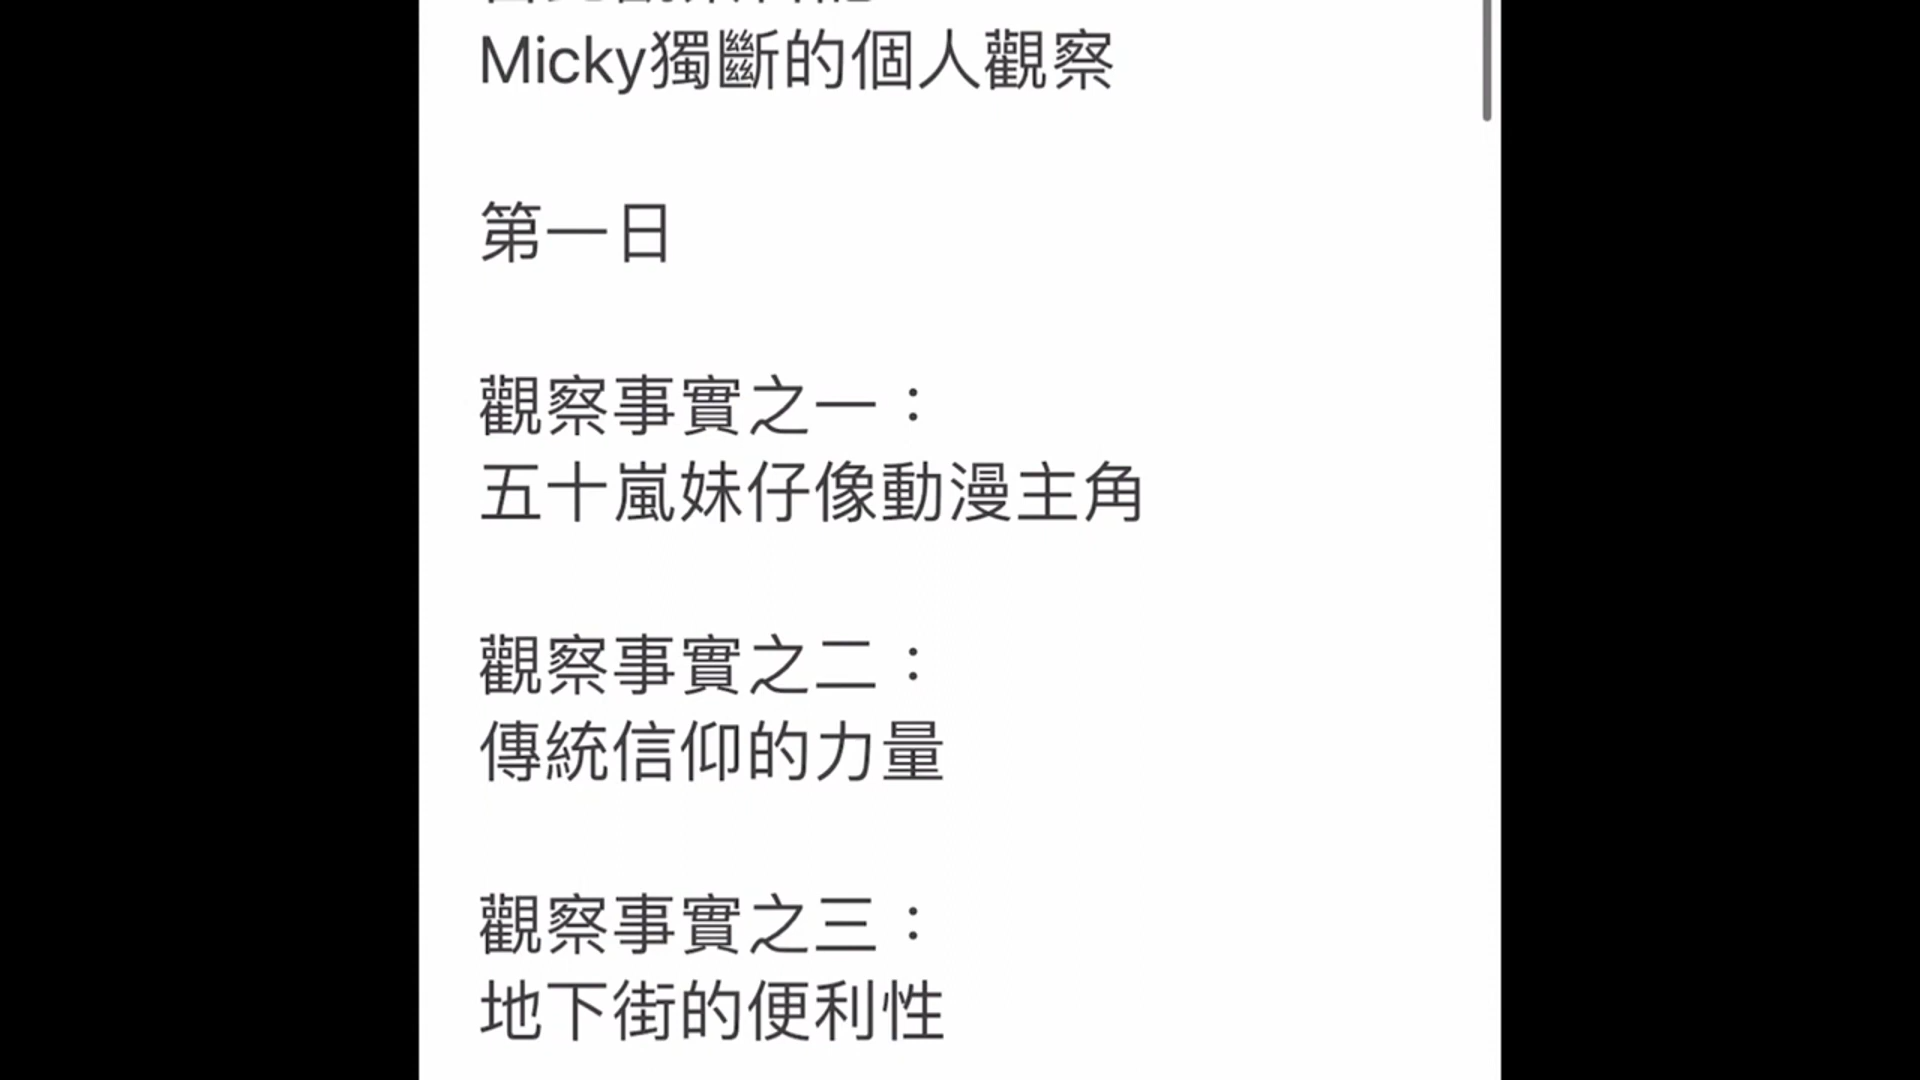 Micky獨斷的個人觀察
第一日
觀察事實之一：
五十嵐妹仔像動漫主角
觀察事實之二：
傳統信仰的力量
觀察事實之三：
地下街的便利性